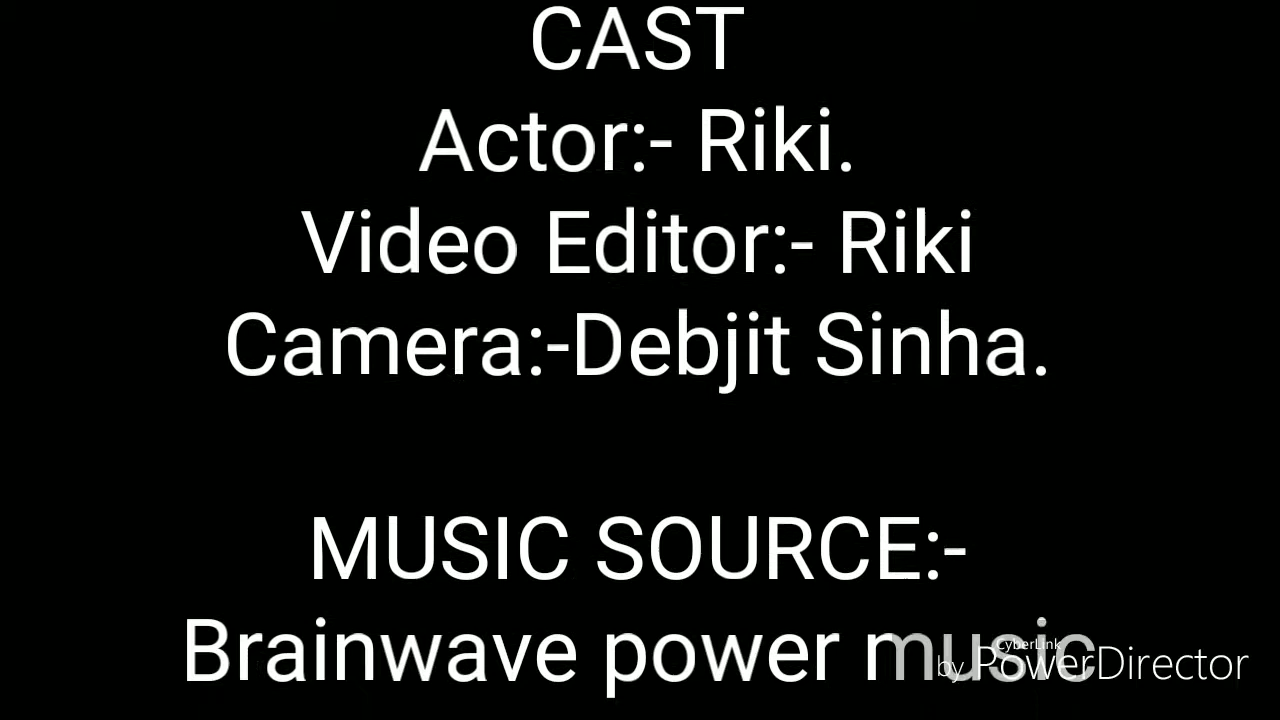 CAST
Actor:- Riki.
Video Editor:- Riki
Camera:-Debjit Sinha.
MUSIC SOURCE:-
Brainwave power music
CyberLink
by PowerDirector